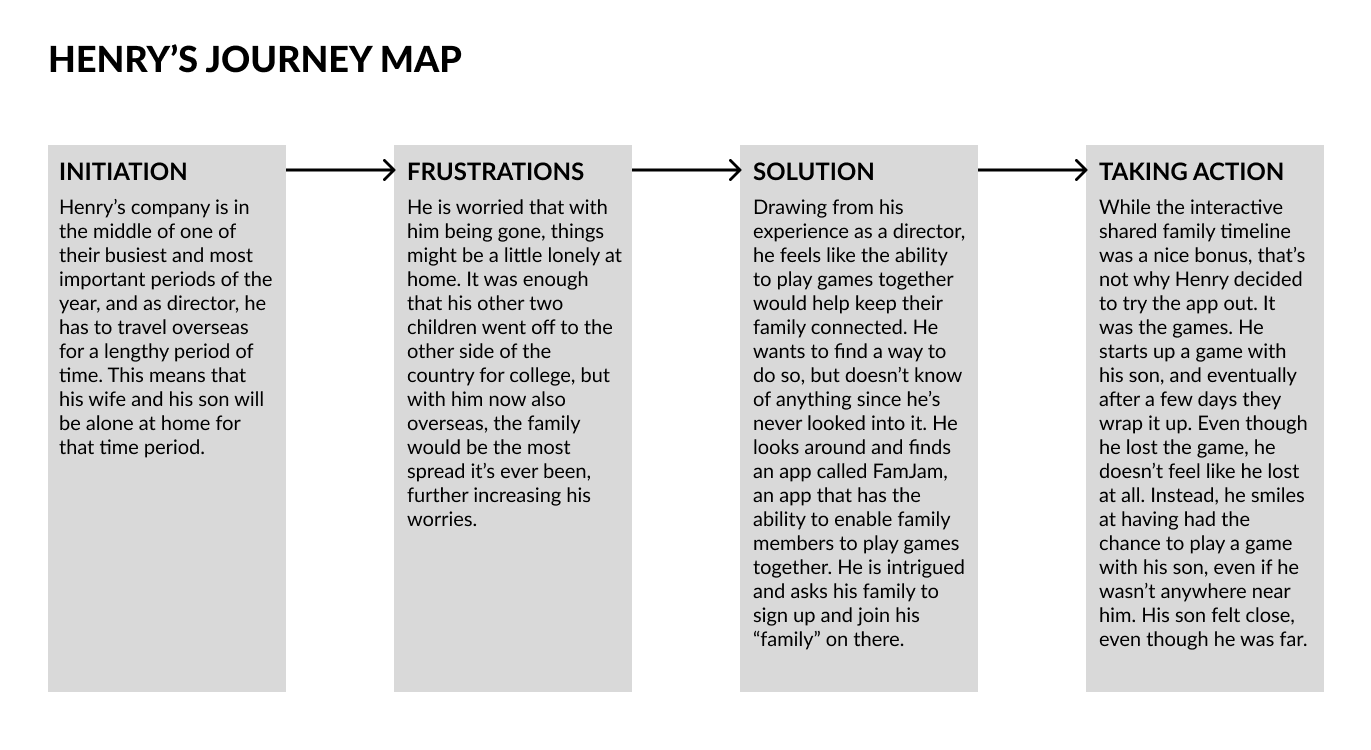 HENRY’S JOURNEY MAP
INITIATION
Henry’s company is in
the middle of one of
their busiest and most
important periods of the
year, and as director, he
has to travel overseas
for a lengthy period of
time. This means that
his wife and his son will
be alone at home for
that time period.
FRUSTRATIONS
He is worried that with
him being gone, things
might be a little lonely at
home. It was enough
that his other two
children went off to the
other side of the
country for college, but
with him now also
overseas, the family
would be the most
spread it’s ever been,
further increasing his
worries.
SOLUTION
Drawing from his
experience as a director,
he feels like the ability
to play games together
would help keep their
family connected. He
wants to find a way to
do so, but doesn’t know
of anything since he’s
never looked into it. He
looks around and finds
an app called FamJam,
an app that has the
ability to enable family
members to play games
together. He is intrigued
and asks his family to
sign up and join his
“family” on there.
TAKING ACTION
While the interactive
shared family timeline
was a nice bonus, that’s
not why Henry decided
to try the app out. It
was the games. He
starts up a game with
his son, and eventually
after a few days they
wrap it up. Even though
he lost the game, he
doesn’t feel like he lost
at all. Instead, he smiles
at having had the
chance to play a game
with his son, even if he
wasn’t anywhere near
him. His son felt close,
even though he was far.